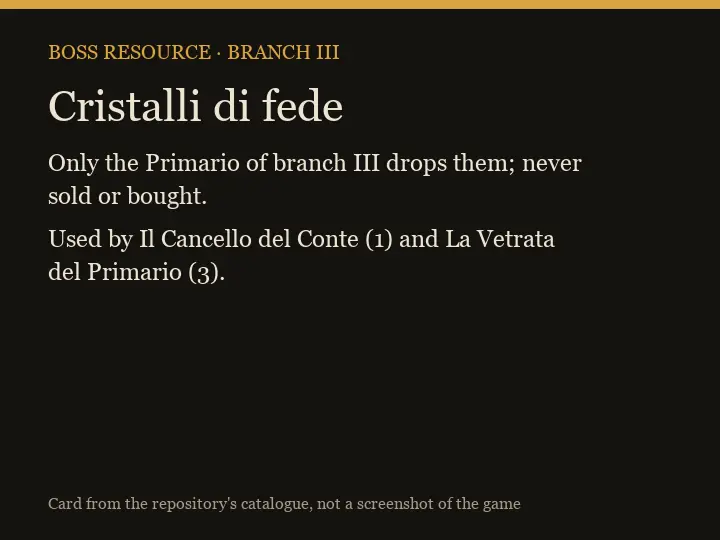 BOSS RESOURCE · BRANCH III
Cristalli di fede
Only the Primario of branch III drops them; never
sold or bought.
Used by Il Cancello del Conte (1) and La Vetrata
del Primario (3).
Card from the repository's catalogue, not a screenshot of the game